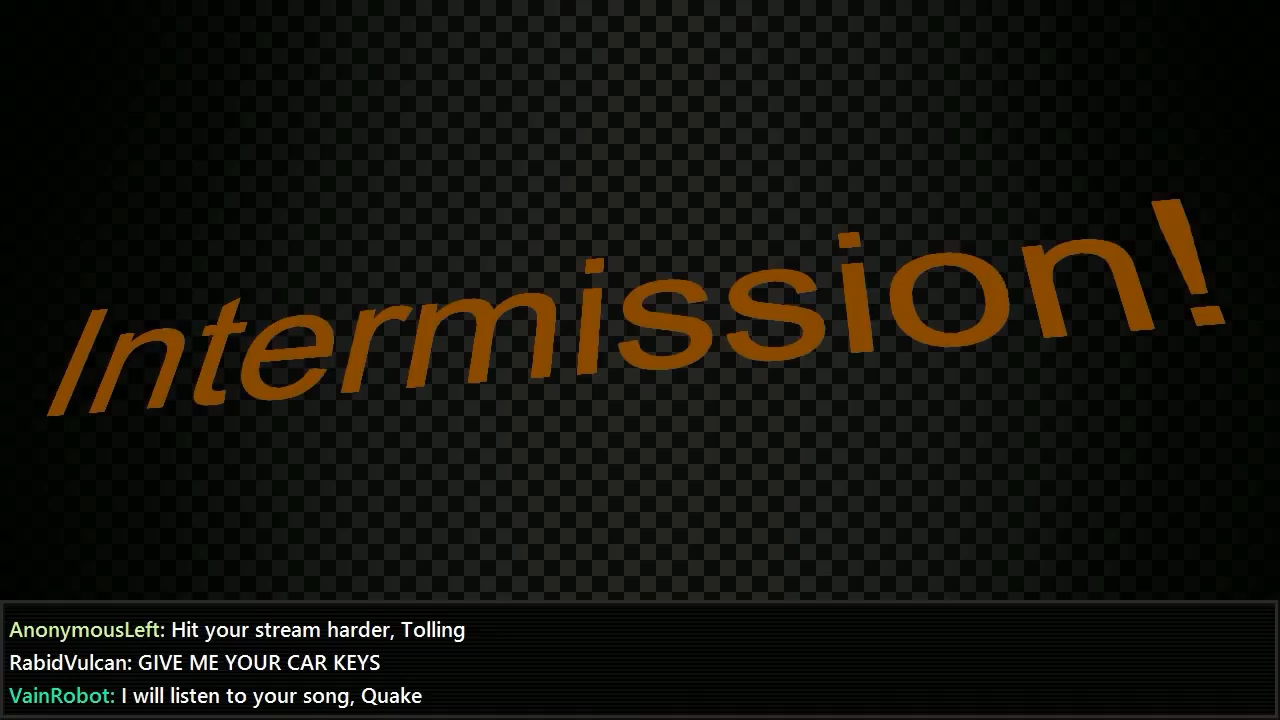 Intermission!
AnonymousLeft: Hit your stream harder, Tolling
RabidVulcan: GIVE ME YOUR CAR KEYS
VainRobot: I will listen to your song, Quake